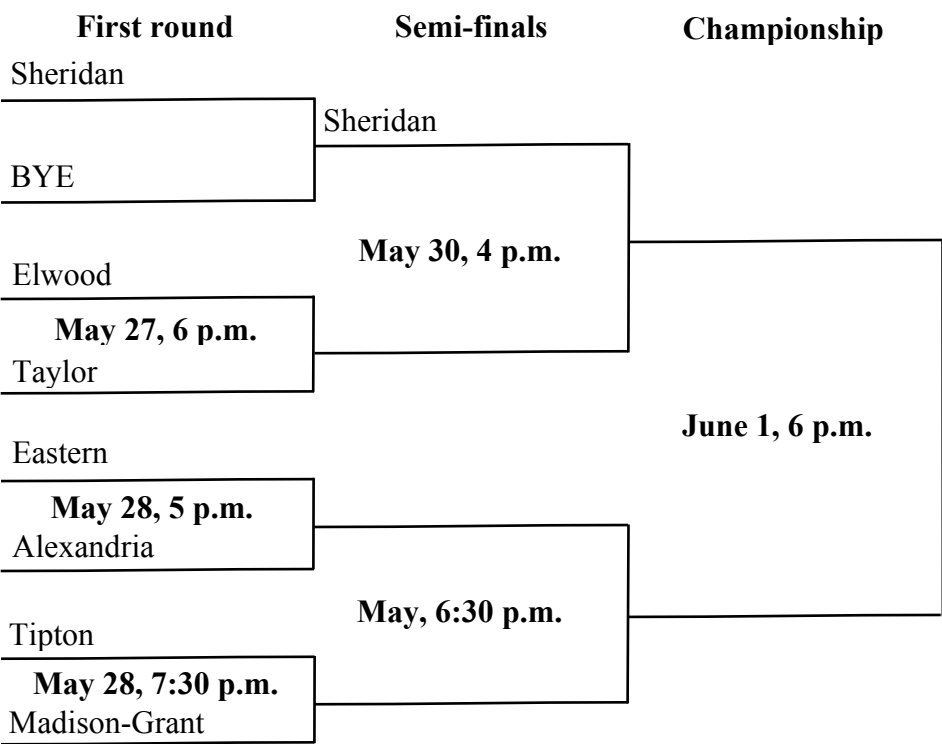 First round Semi-finals Championship
Sheridan
Sheridan
BYE
May 30, 4 p.m.
Elwood
May 27, 6 p.m.
Taylor
June 1, 6 p.m.
Eastern
May 28, 5 p.m.
Alexandria
May, 6:30 p.m.
Tipton
May 28, 7:30 p.m.
Madison-Grant